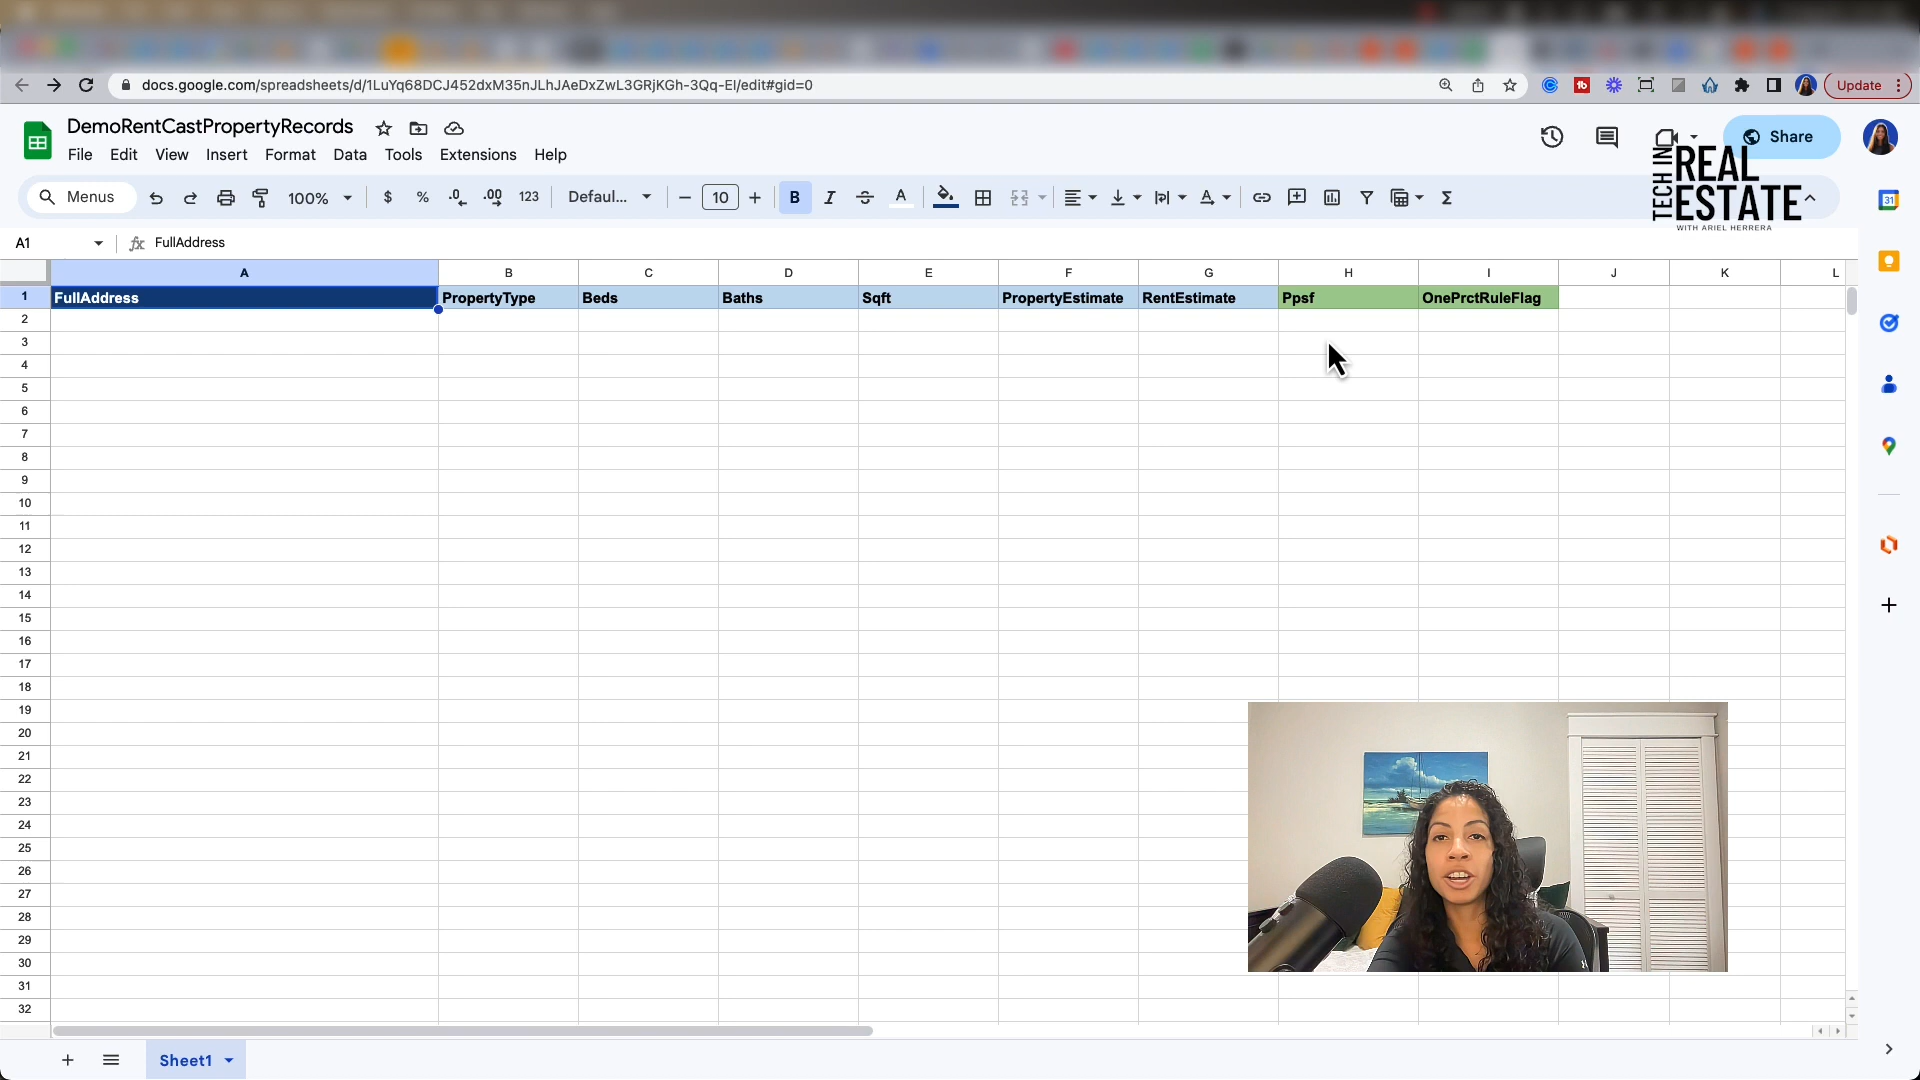 docs.google.com/spreadsheets/d/1LuYq68DCJ452dxM35nJLhJAeDxZwL3GRjKGh-3Qq-EI/edit#gid=0
Update
DemoRentCastPropertyRecords
File Edit View Insert Format Data Tools Extensions Help
Share
TECH IN
REAL
ESTATE
WITH ARIEL HERRERA
Menus 100% $ % .0 .00 123 Defaul... 10 B I A Σ
31
A1 fx FullAddress
A B C D E F G H I J K L
1 FullAddress PropertyType Beds Baths Sqft PropertyEstimate RentEstimate Ppsf OnePrctRuleFlag
2
3
4
5
6
7
8
9
10
11
12
13
14
15
16
17
18
19
20
21
22
23
24
25
26
27
28
29
30
31
32
Sheet1